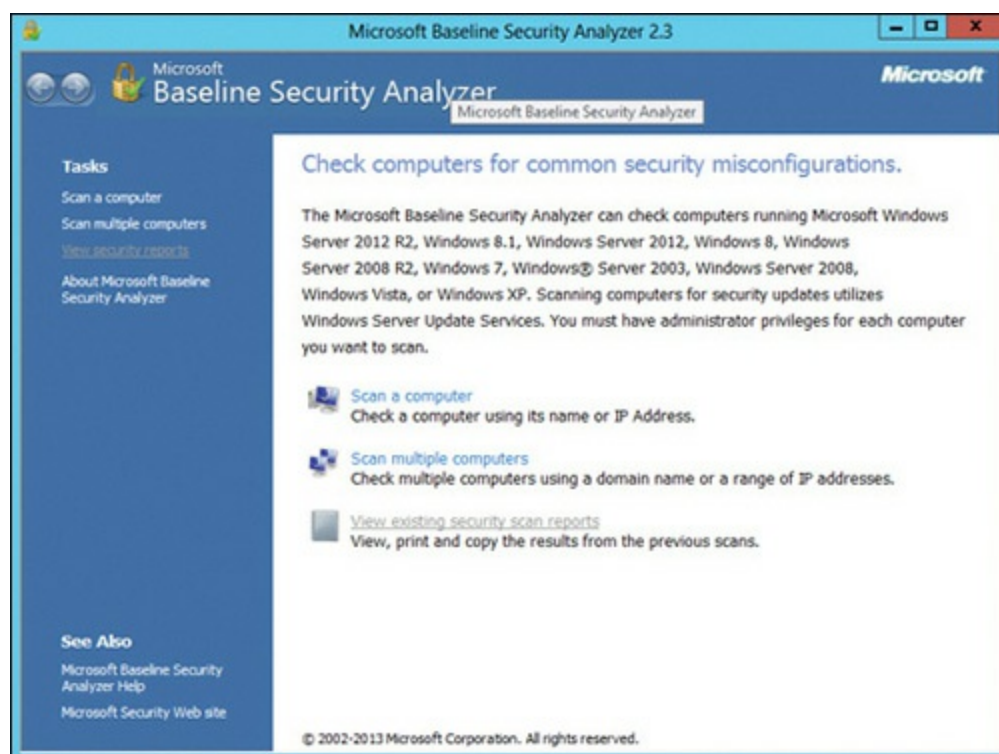 Microsoft Baseline Security Analyzer 2.3
Microsoft
Baseline Security Analyzer
Microsoft
Microsoft Baseline Security Analyzer
Tasks
Scan a computer
Scan multiple computers
View security reports
About Microsoft Baseline
Security Analyzer
See Also
Microsoft Baseline Security
Analyzer Help
Microsoft Security Web site
Check computers for common security misconfigurations.
The Microsoft Baseline Security Analyzer can check computers running Microsoft Windows
Server 2012 R2, Windows 8.1, Windows Server 2012, Windows 8, Windows
Server 2008 R2, Windows 7, Windows® Server 2003, Windows Server 2008,
Windows Vista, or Windows XP. Scanning computers for security updates utilizes
Windows Server Update Services. You must have administrator privileges for each computer
you want to scan.
Scan a computer
Check a computer using its name or IP Address.
Scan multiple computers
Check multiple computers using a domain name or a range of IP addresses.
View existing security scan reports
View, print and copy the results from the previous scans.
© 2002-2013 Microsoft Corporation. All rights reserved.